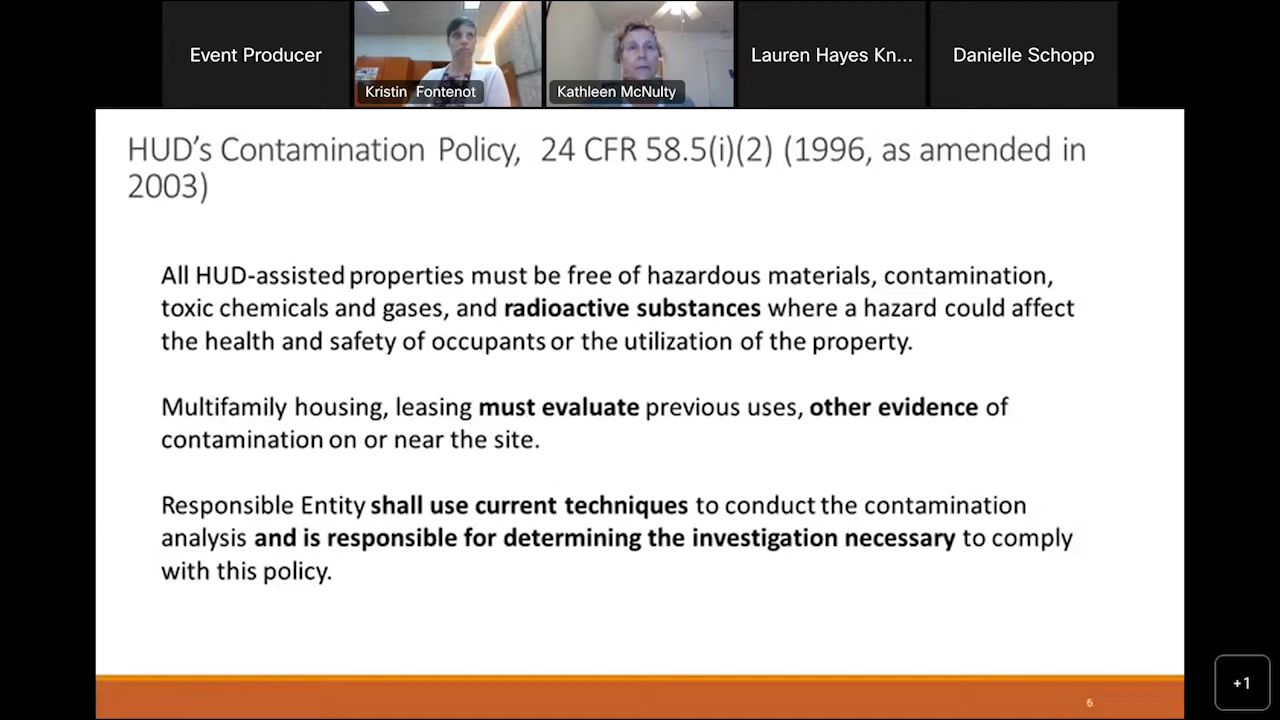 Event Producer
Kristin Fontenot
Kathleen McNulty
Lauren Hayes Kn...
Danielle Schopp
HUD’s Contamination Policy, 24 CFR 58.5(i)(2) (1996, as amended in
2003)
All HUD-assisted properties must be free of hazardous materials, contamination,
toxic chemicals and gases, and radioactive substances where a hazard could affect
the health and safety of occupants or the utilization of the property.
Multifamily housing, leasing must evaluate previous uses, other evidence of
contamination on or near the site.
Responsible Entity shall use current techniques to conduct the contamination
analysis and is responsible for determining the investigation necessary to comply
with this policy.
6
+1